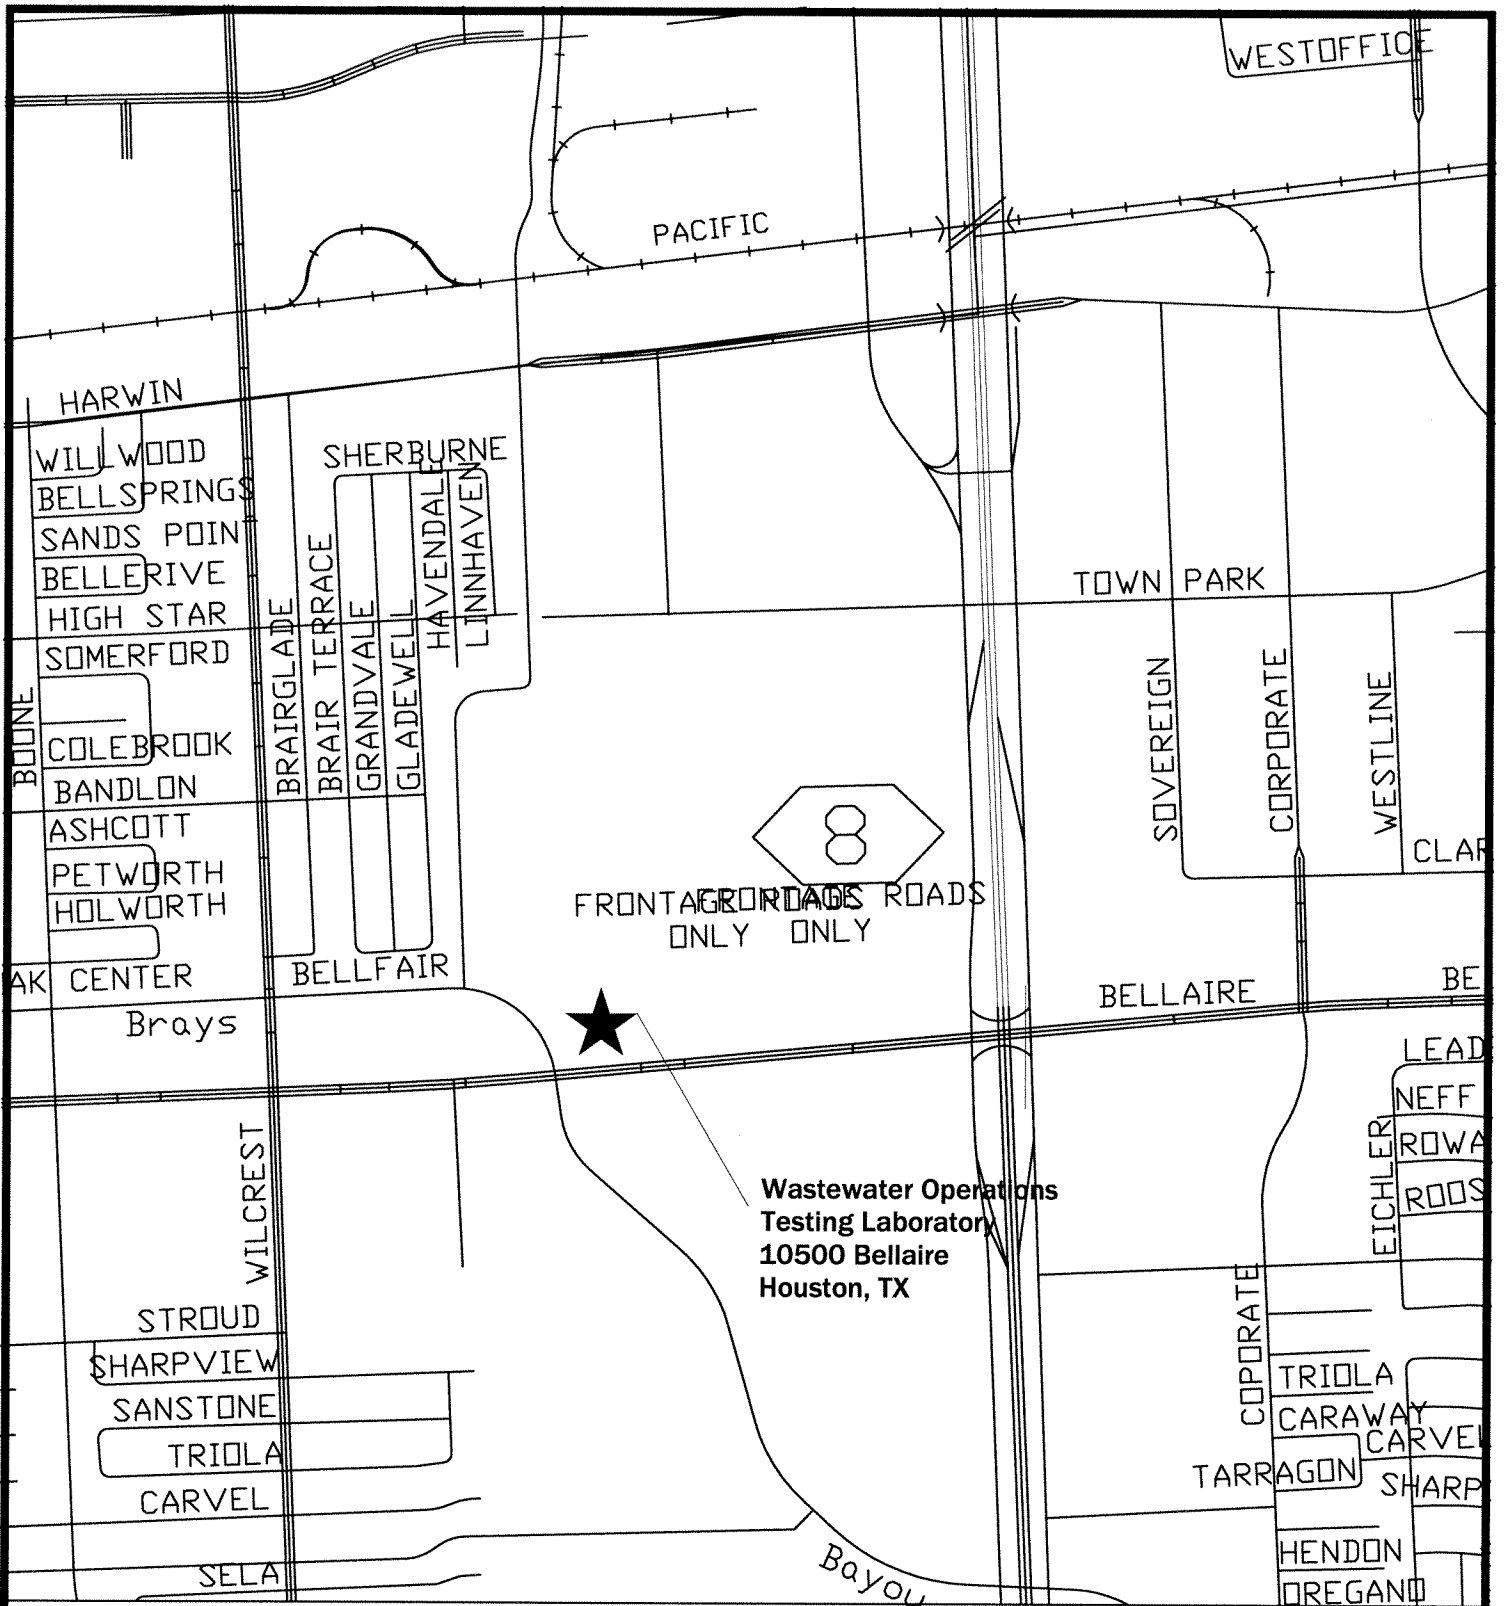 WESTOFFICE
PACIFIC
HARWIN
WILLWOOD
SHERBURNE
BELLSPRINGS
SANDS POIN
BELLERIVE
HIGH STAR
SOMERFORD
BOONE
COLEBROOK
BANDLON
ASHCOTT
PETWORTH
HOLWORTH
AK CENTER
BRAIRGLADE
BRAIR TERRACE
GRANDVALE
GLADEWELL
HAVENDALE
LINNHAVEN
BELLFAIR
Brays
TOWN PARK
SOVEREIGN
CORPORATE
WESTLINE
CLAR
8
FRONTAGE ROADS
ONLY
FRONTAGE ROADS
ONLY
BELLAIRE
BE
LEAD
NEFF
ROWA
ROOS
EICHLER
WILCREST
Wastewater Operations
Testing Laboratory
10500 Bellaire
Houston, TX
STROUD
SHARPVIEW
SANSTONE
TRIOLA
CARVEL
SELA
COPORATE
TRIOLA
CARAWAY
CARVEL
TARRAGON
SHARP
HENDON
OREGANO
Bayou